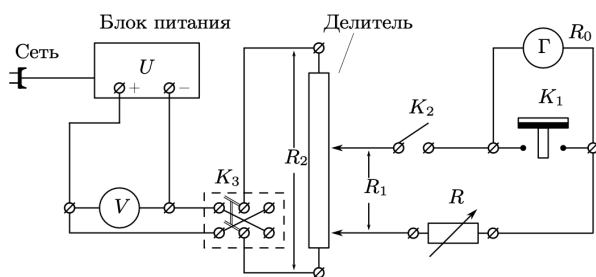 Блок питания
Делитель
Сеть
U
+
−
Г
R₀
K₁
K₂
R₂
R₁
K₃
V
R